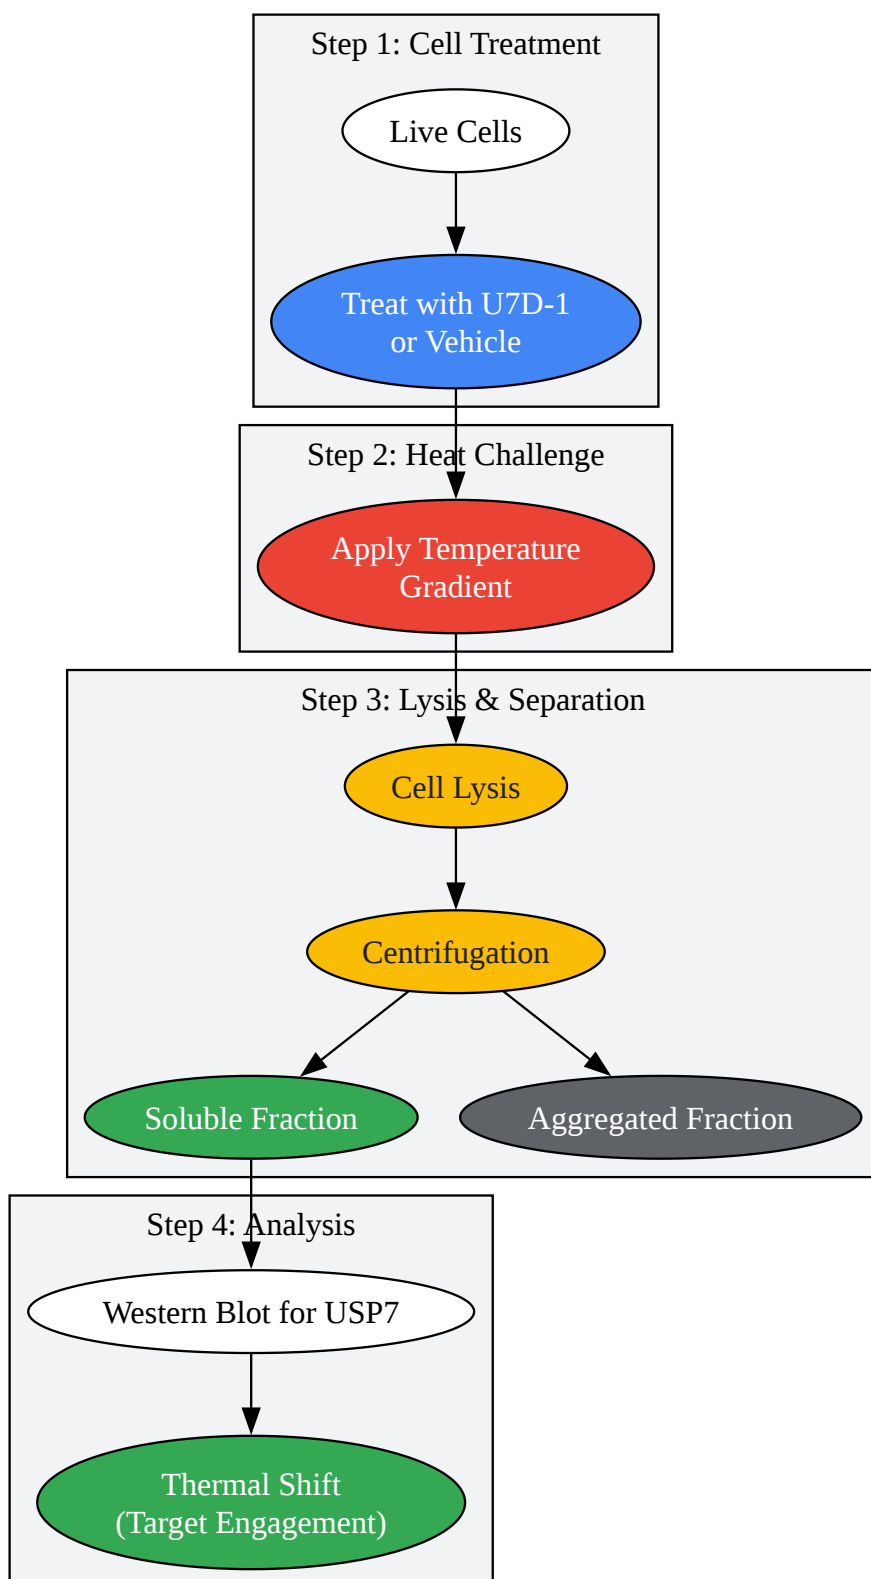 Step 1: Cell Treatment
Live Cells
Treat with U7D-1
or Vehicle
Step 2: Heat Challenge
Apply Temperature
Gradient
Step 3: Lysis & Separation
Cell Lysis
Centrifugation
Soluble Fraction
Aggregated Fraction
Step 4: Analysis
Western Blot for USP7
Thermal Shift
(Target Engagement)